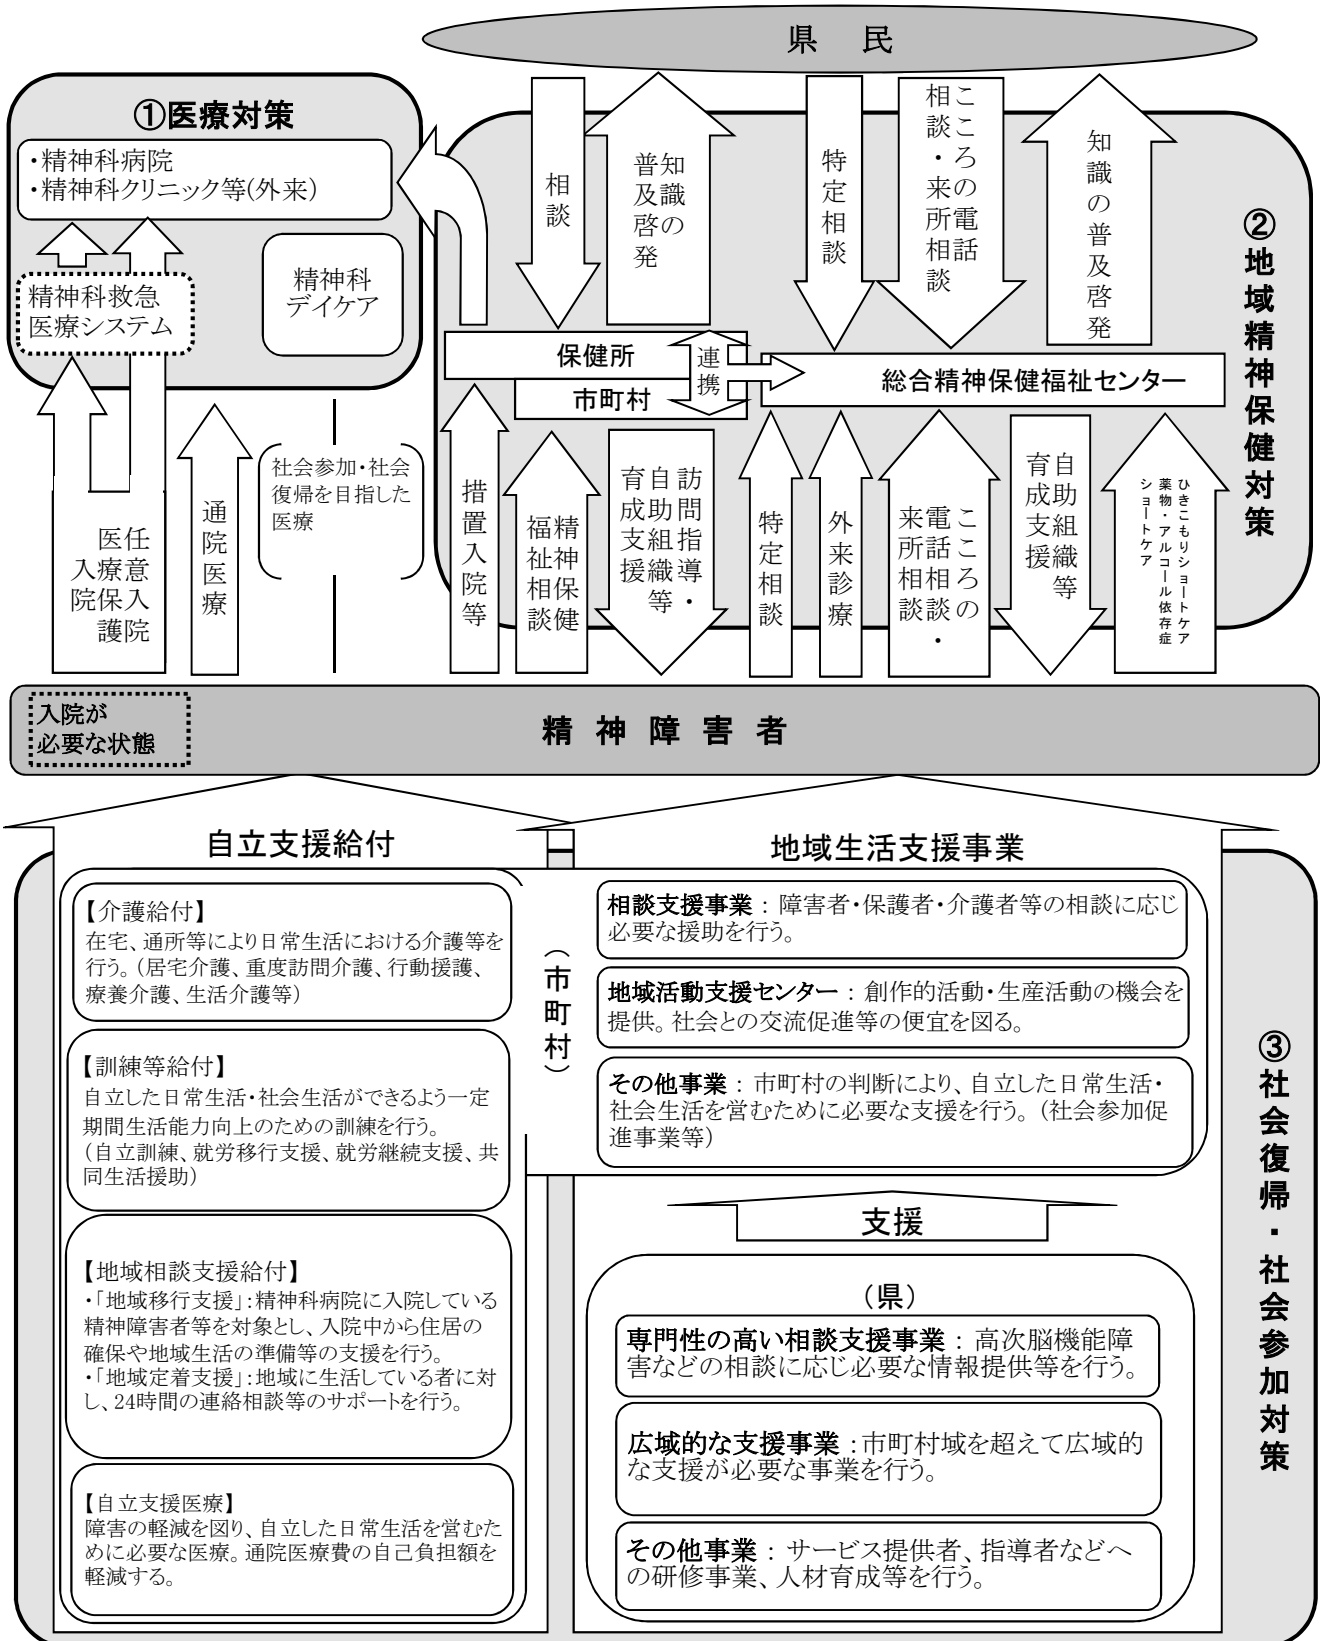 県　民
①医療対策
・精神科病院
・精神科クリニック等(外来)
精神科救急
医療システム
精神科
デイケア
相談
知識の
普及啓発
特定相談
こころの電話
相談・来所相談
知識の普及啓発
②地域精神保健対策
保健所
市町村
連携
総合精神保健福祉センター
任意入院
医療保護
入院
通院医療
社会参加・社会
復帰を目指した
医療
措置入院等
精神保健
福祉相談
訪問指導・
自助組織等
育成支援
特定相談
外来診療
こころの
電話相談・
来所相談
自助組織等
育成支援
ひきこもりショートケア
薬物・アルコール依存症
ショートケア
入院が
必要な状態
精 神 障 害 者
自立支援給付
【介護給付】
在宅、通所等により日常生活における介護等を
行う。(居宅介護、重度訪問介護、行動援護、
療養介護、生活介護等)
【訓練等給付】
自立した日常生活・社会生活ができるよう一定
期間生活能力向上のための訓練を行う。
(自立訓練、就労移行支援、就労継続支援、共
同生活援助)
【地域相談支援給付】
・「地域移行支援」:精神科病院に入院している
精神障害者等を対象とし、入院中から住居の
確保や地域生活の準備等の支援を行う。
・「地域定着支援」:地域に生活している者に対
し、24時間の連絡相談等のサポートを行う。
【自立支援医療】
障害の軽減を図り、自立した日常生活を営むた
めに必要な医療。通院医療費の自己負担額を
軽減する。
地域生活支援事業
(市町村)
相談支援事業 : 障害者・保護者・介護者等の相談に応じ
必要な援助を行う。
地域活動支援センター : 創作的活動・生産活動の機会を
提供。社会との交流促進等の便宜を図る。
その他事業 : 市町村の判断により、自立した日常生活・
社会生活を営むために必要な支援を行う。(社会参加促
進事業等)
支援
(県)
専門性の高い相談支援事業 : 高次脳機能障
害などの相談に応じ必要な情報提供等を行う。
広域的な支援事業 :市町村域を超えて広域的
な支援が必要な事業を行う。
その他事業 : サービス提供者、指導者などへ
の研修事業、人材育成等を行う。
③社会復帰・社会参加対策